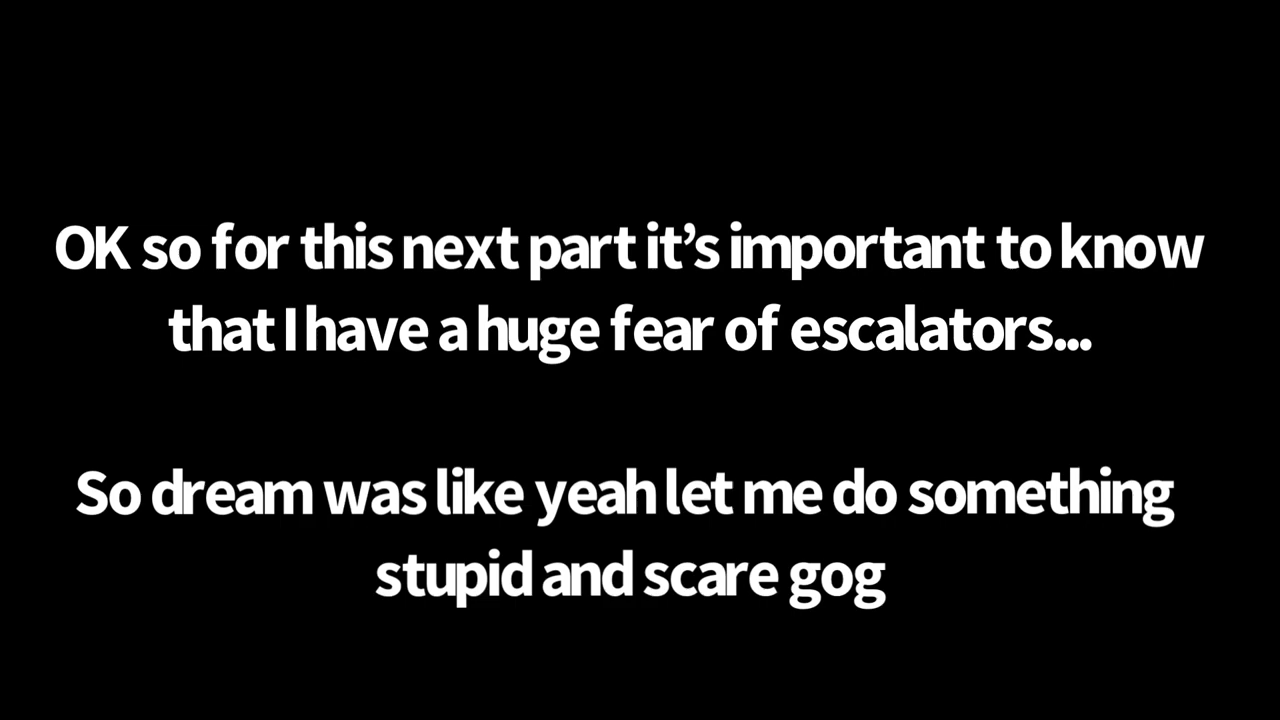 OK so for this next part it’s important to know
that I have a huge fear of escalators...
So dream was like yeah let me do something
stupid and scare gog